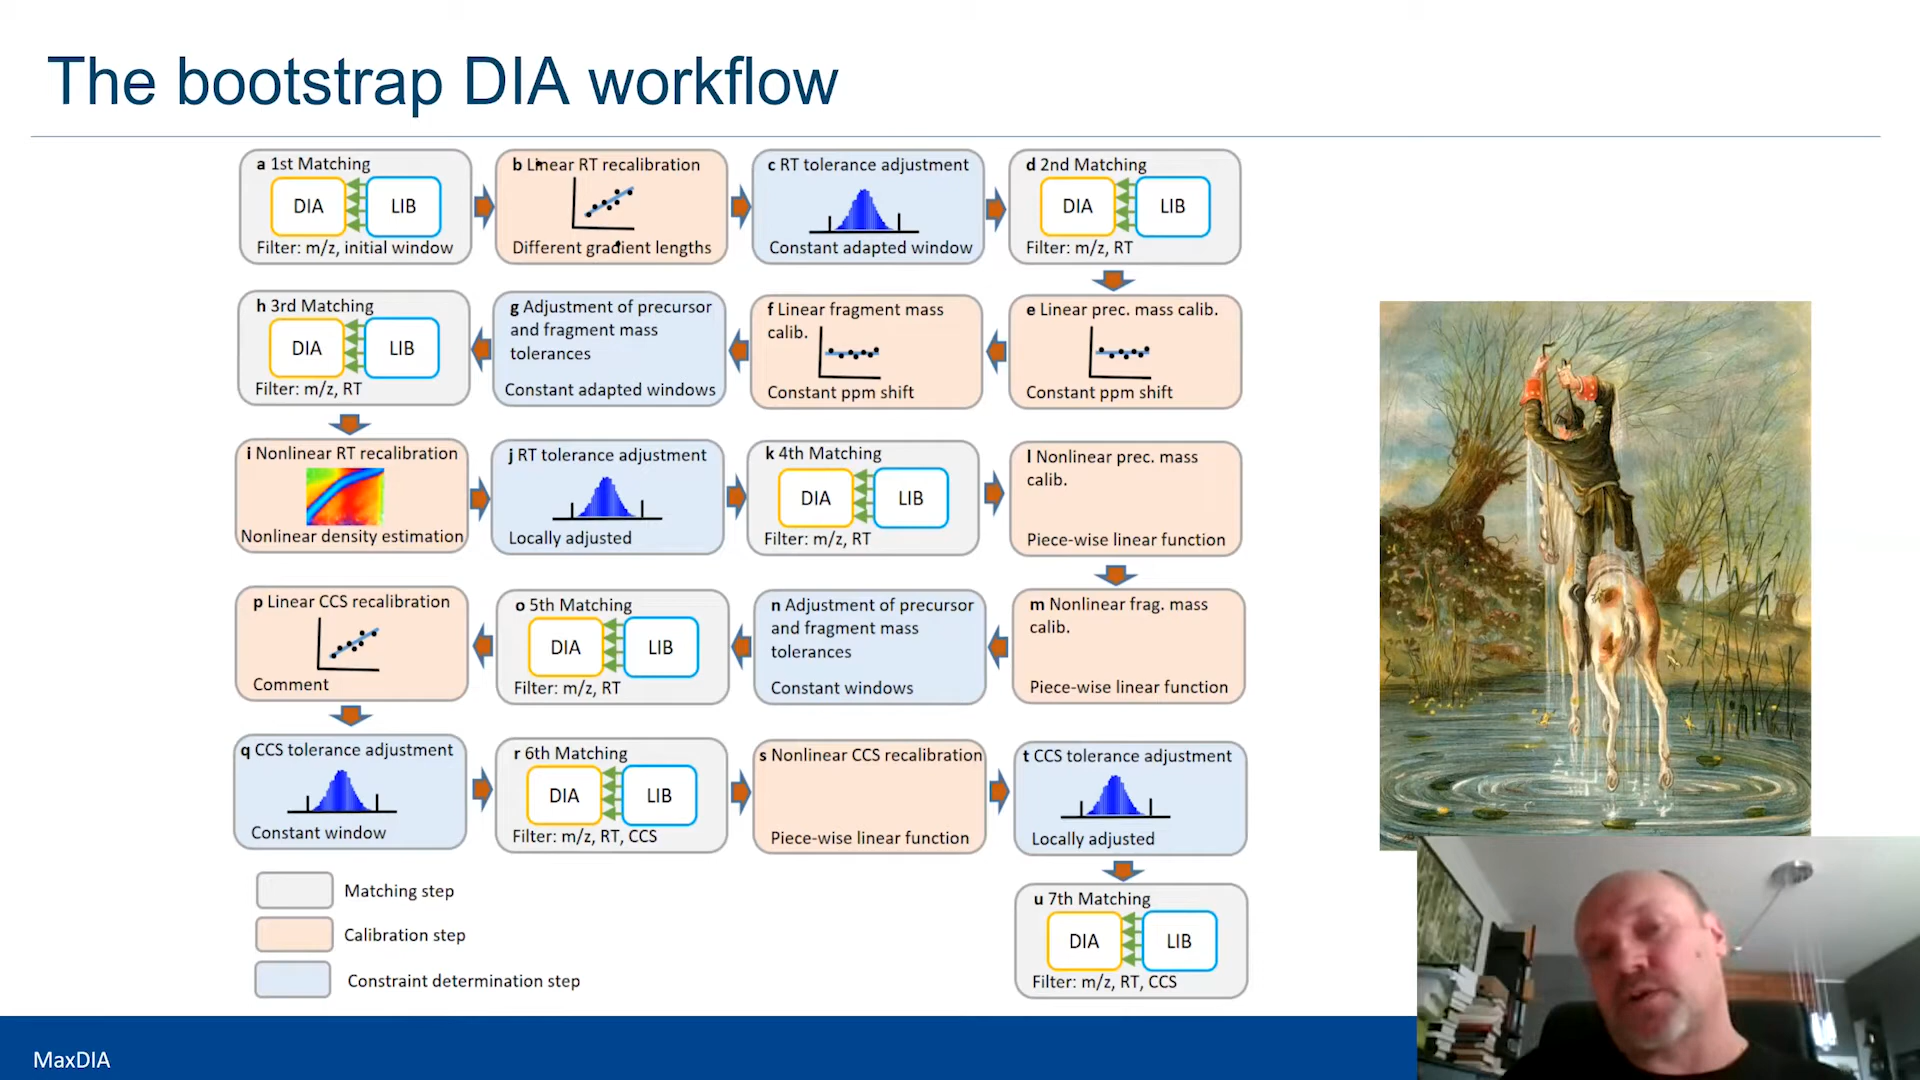 The bootstrap DIA workflow
a 1st Matching
DIA LIB
Filter: m/z, initial window
b Linear RT recalibration
Different gradient lengths
c RT tolerance adjustment
Constant adapted window
d 2nd Matching
DIA LIB
Filter: m/z, RT
h 3rd Matching
DIA LIB
Filter: m/z, RT
g Adjustment of precursor
and fragment mass
tolerances
Constant adapted windows
f Linear fragment mass
calib.
Constant ppm shift
e Linear prec. mass calib.
Constant ppm shift
i Nonlinear RT recalibration
Nonlinear density estimation
j RT tolerance adjustment
Locally adjusted
k 4th Matching
DIA LIB
Filter: m/z, RT
l Nonlinear prec. mass
calib.
Piece-wise linear function
p Linear CCS recalibration
Comment
o 5th Matching
DIA LIB
Filter: m/z, RT
n Adjustment of precursor
and fragment mass
tolerances
Constant windows
m Nonlinear frag. mass
calib.
Piece-wise linear function
q CCS tolerance adjustment
Constant window
r 6th Matching
DIA LIB
Filter: m/z, RT, CCS
s Nonlinear CCS recalibration
Piece-wise linear function
t CCS tolerance adjustment
Locally adjusted
u 7th Matching
DIA LIB
Filter: m/z, RT, CCS
Matching step
Calibration step
Constraint determination step
MaxDIA